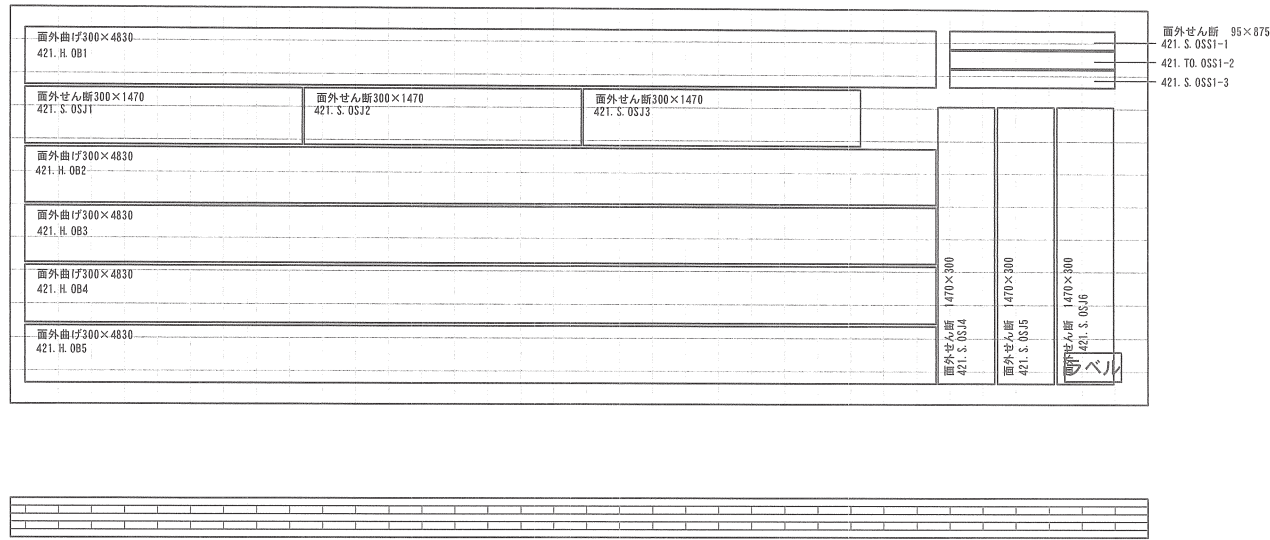 面外曲げ300×4830
421. H. OB1
面外せん断 95×875
421. S. OSS1-1
421. TO. OSS1-2
421. S. OSS1-3
面外せん断300×1470
421. S. OSJ1
面外せん断300×1470
421. S. OSJ2
面外せん断300×1470
421. S. OSJ3
面外曲げ300×4830
421. H. OB2
面外曲げ300×4830
421. H. OB3
面外曲げ300×4830
421. H. OB4
面外曲げ300×4830
421. H. OB5
面外せん断 1470×300
421. S. OSJ4
面外せん断 1470×300
421. S. OSJ5
面外せん断 1470×300
421. S. OSJ6
ラベル